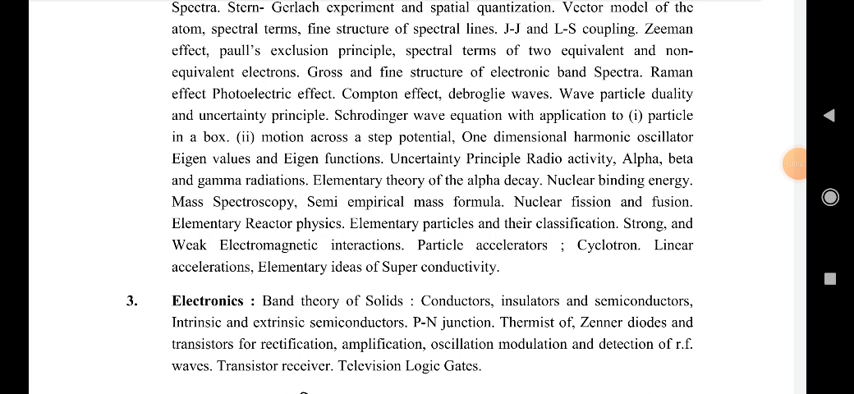 Spectra. Stern- Gerlach experiment and spatial quantization. Vector model of the
atom, spectral terms, fine structure of spectral lines. J-J and L-S coupling. Zeeman
effect, paull's exclusion principle, spectral terms of two equivalent and non-
equivalent electrons. Gross and fine structure of electronic band Spectra. Raman
effect Photoelectric effect. Compton effect, debroglie waves. Wave particle duality
and uncertainty principle. Schrodinger wave equation with application to (i) particle
in a box. (ii) motion across a step potential, One dimensional harmonic oscillator
Eigen values and Eigen functions. Uncertainty Principle Radio activity, Alpha, beta
and gamma radiations. Elementary theory of the alpha decay. Nuclear binding energy.
Mass Spectroscopy, Semi empirical mass formula. Nuclear fission and fusion.
Elementary Reactor physics. Elementary particles and their classification. Strong, and
Weak Electromagnetic interactions. Particle accelerators ; Cyclotron. Linear
accelerations, Elementary ideas of Super conductivity.
3. Electronics : Band theory of Solids : Conductors, insulators and semiconductors,
Intrinsic and extrinsic semiconductors. P-N junction. Thermist of, Zenner diodes and
transistors for rectification, amplification, oscillation modulation and detection of r.f.
waves. Transistor receiver. Television Logic Gates.